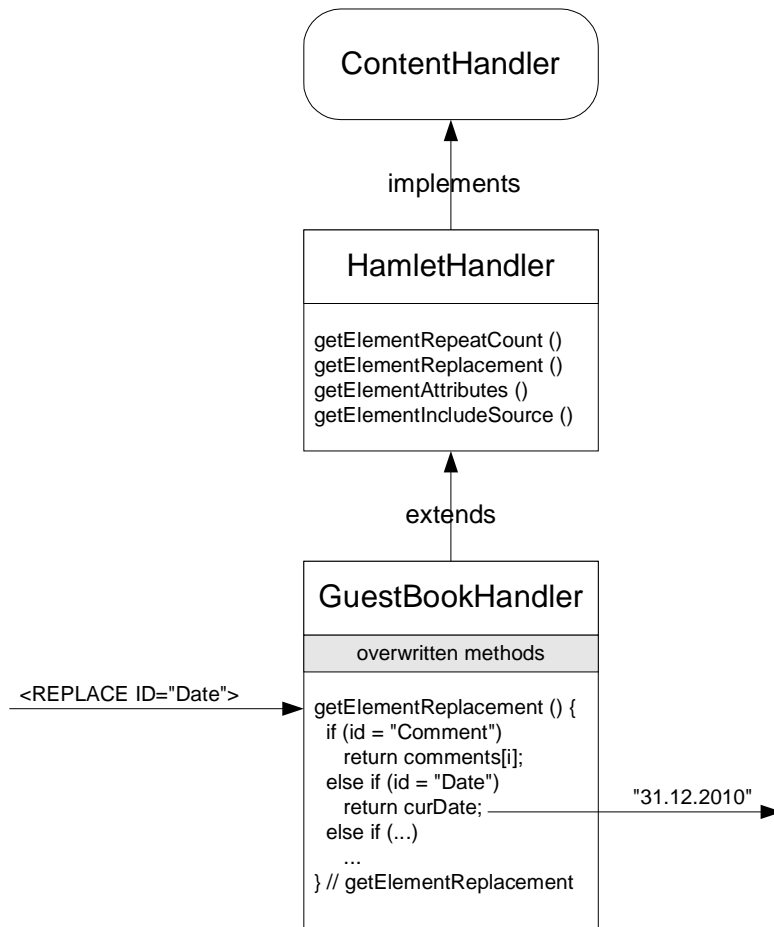 ContentHandler
implements
HamletHandler
getElementRepeatCount ()
getElementReplacement ()
getElementAttributes ()
getElementIncludeSource ()
extends
GuestBookHandler
overwritten methods
<REPLACE ID="Date">
getElementReplacement () {
if (id = "Comment")
return comments[i];
else if (id = "Date")
return curDate;
"31.12.2010"
else if (...)
...
} // getElementReplacement